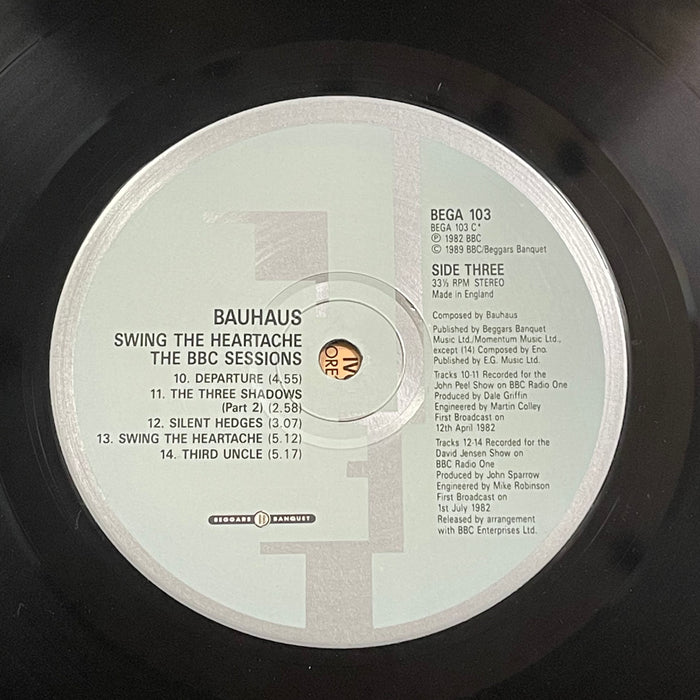 BAUHAUS
SWING THE HEARTACHE
THE BBC SESSIONS
10. DEPARTURE (4.55)
11. THE THREE SHADOWS
(Part 2) (2.58)
12. SILENT HEDGES (3.07)
13. SWING THE HEARTACHE (5.12)
14. THIRD UNCLE (5.17)
BEGGARS BANQUET
BEGA 103
BEGA 103 C*
℗ 1982 BBC
© 1989 BBC/Beggars Banquet
SIDE THREE
33⅓ RPM STEREO
Made in England
Composed by Bauhaus
Published by Beggars Banquet
Music Ltd./Momentum Music Ltd.,
except (14) Composed by Eno.
Published by E.G. Music Ltd.
Tracks 10-11 Recorded for the
John Peel Show on BBC Radio One
Produced by Dale Griffin
Engineered by Martin Colley
First Broadcast on
12th April 1982
Tracks 12-14 Recorded for the
David Jensen Show on
BBC Radio One
Produced by John Sparrow
Engineered by Mike Robinson
First Broadcast on
1st July 1982
Released by arrangement
with BBC Enterprises Ltd.